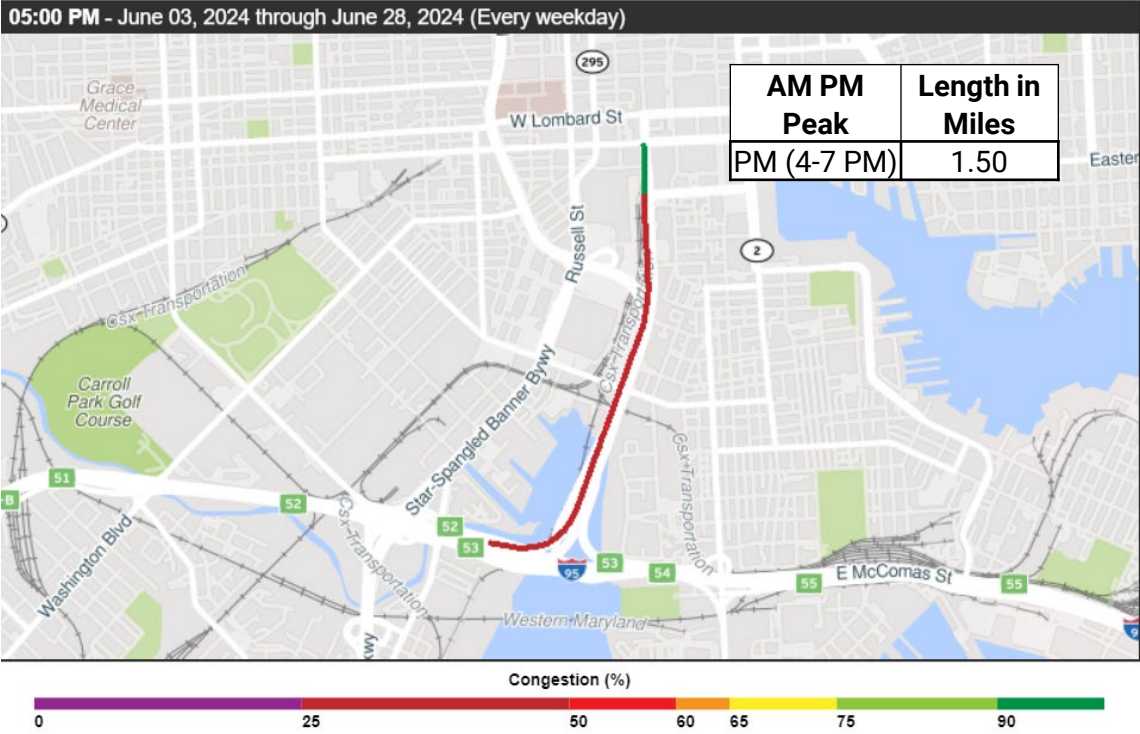 05:00 PM - June 03, 2024 through June 28, 2024 (Every weekday)
295
Grace
Medical
Center
W Lombard St
AM PM
Peak
Length in
Miles
PM (4-7 PM)
1.50
Easter
Russell St
2
Csx Transportation
Csx-Transportation
Carroll
Park Golf
Course
Star-Spangled Banner Bywy
Csx+Transportation
51
-B
52
52
53
Csx-Transportation
Washington Blvd
95
53
54
55
E McComas St
55
Western Maryland
kwy
9
Congestion (%)
0
25
50
60
65
75
90